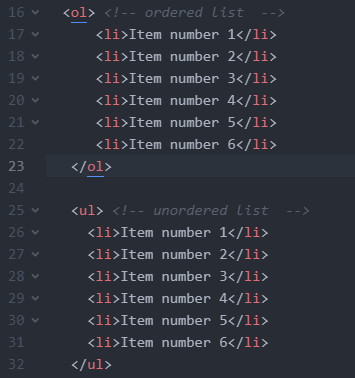 16 <ol> <!-- ordered list  -->
17 <li>Item number 1</li>
18 <li>Item number 2</li>
19 <li>Item number 3</li>
20 <li>Item number 4</li>
21 <li>Item number 5</li>
22 <li>Item number 6</li>
23 </ol>
24
25 <ul> <!-- unordered list  -->
26 <li>Item number 1</li>
27 <li>Item number 2</li>
28 <li>Item number 3</li>
29 <li>Item number 4</li>
30 <li>Item number 5</li>
31 <li>Item number 6</li>
32 </ul>